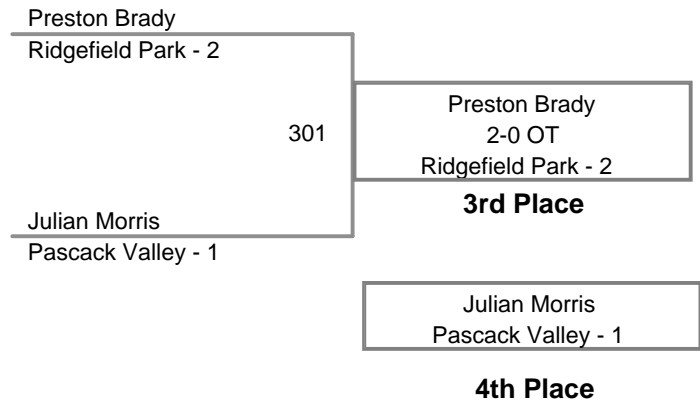 Preston Brady
Ridgefield Park - 2
301
Preston Brady
2-0 OT
Ridgefield Park - 2
3rd Place
Julian Morris
Pascack Valley - 1
Julian Morris
Pascack Valley - 1
4th Place